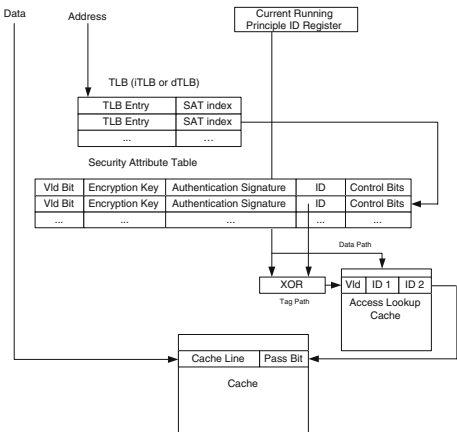 Data
Address
Current Running
Principle ID Register
TLB (iTLB or dTLB)
TLB Entry SAT index
TLB Entry SAT index
... ...
Security Attribute Table
Vld Bit Encryption Key Authentication Signature ID Control Bits
Vld Bit Encryption Key Authentication Signature ID Control Bits
... ... ... ... ...
Data Path
XOR
Vld ID 1 ID 2
Tag Path
Access Lookup
Cache
Cache Line Pass Bit
Cache